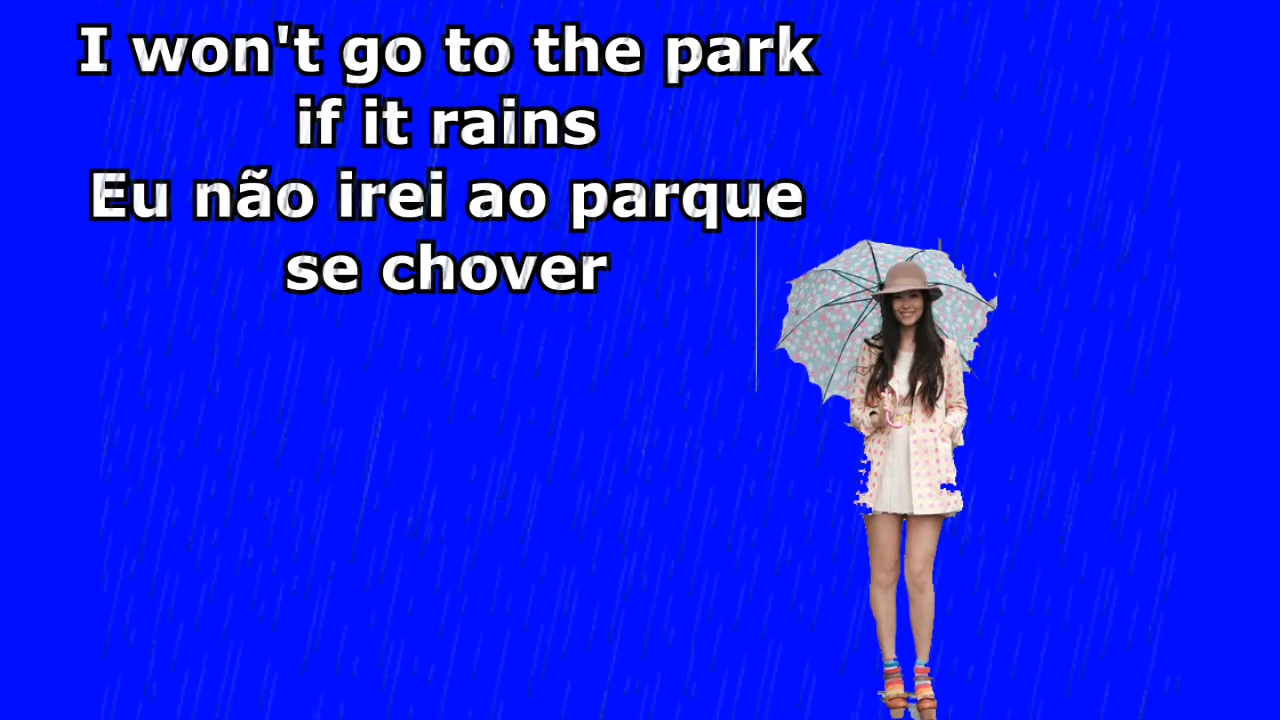 I won't go to the park
if it rains
Eu não irei ao parque
se chover